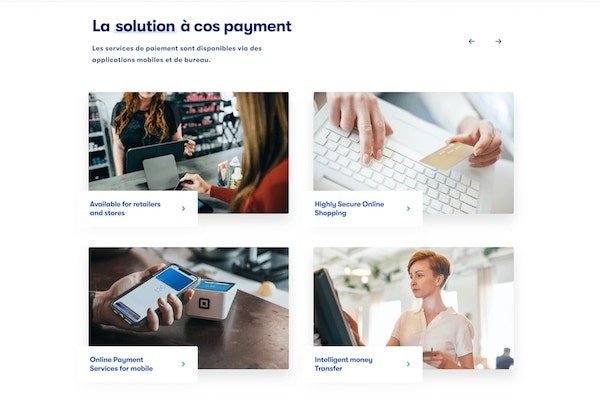 La solution à cos payment
Les services de paiement sont disponibles via des
applications mobiles et de bureau.
Available for retailers
and stores
Highly Secure Online
Shopping
Online Payment
Services for mobile
Intelligent money
Transfer